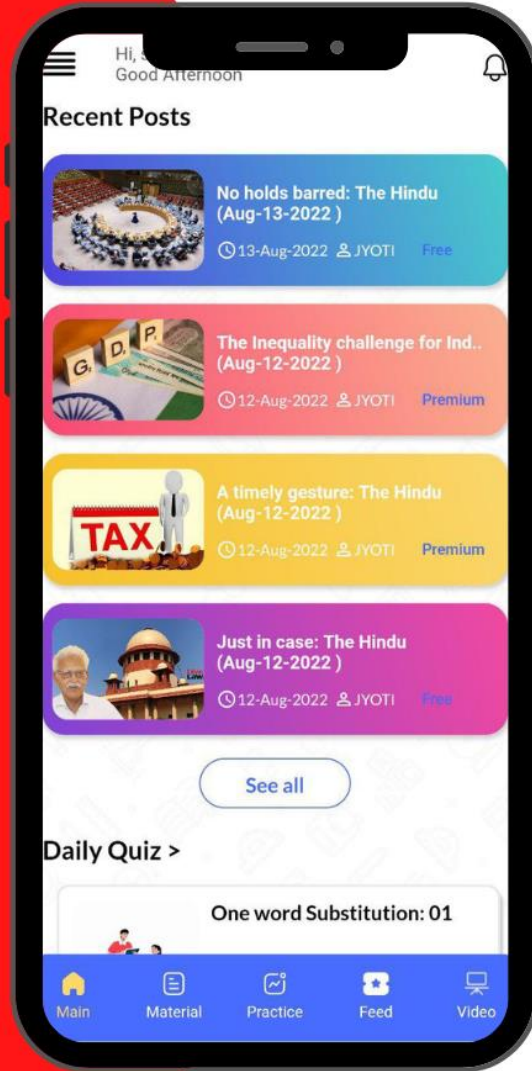 Hi,
Good Afternoon
Recent Posts
No holds barred: The Hindu
(Aug-13-2022 )
13-Aug-2022 JYOTI Free
G D P
The Inequality challenge for Ind..
(Aug-12-2022 )
12-Aug-2022 JYOTI Premium
TAX
A timely gesture: The Hindu
(Aug-12-2022 )
12-Aug-2022 JYOTI Premium
Just in case: The Hindu
(Aug-12-2022 )
12-Aug-2022 JYOTI Free
See all
Daily Quiz >
One word Substitution: 01
Main Material Practice Feed Video